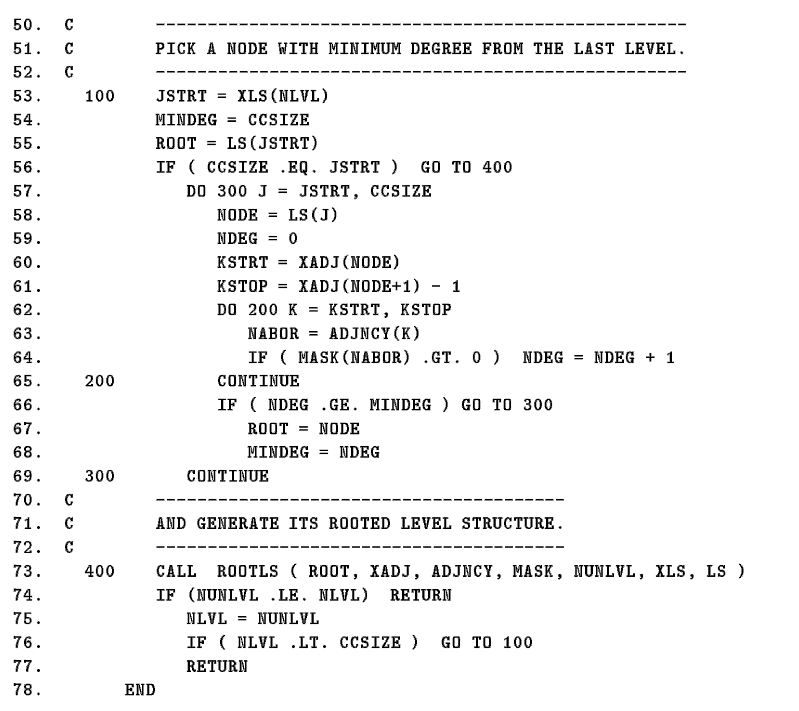 50.  C        ---------------------------------------------------
51.  C        PICK A NODE WITH MINIMUM DEGREE FROM THE LAST LEVEL.
52.  C        ---------------------------------------------------
53.    100    JSTRT = XLS(NLVL)
54.           MINDEG = CCSIZE
55.           ROOT = LS(JSTRT)
56.           IF ( CCSIZE .EQ. JSTRT )  GO TO 400
57.              DO 300 J = JSTRT, CCSIZE
58.                 NODE = LS(J)
59.                 NDEG = 0
60.                 KSTRT = XADJ(NODE)
61.                 KSTOP = XADJ(NODE+1) - 1
62.                 DO 200 K = KSTRT, KSTOP
63.                    NABOR = ADJNCY(K)
64.                    IF ( MASK(NABOR) .GT. 0 )  NDEG = NDEG + 1
65.    200          CONTINUE
66.                 IF ( NDEG .GE. MINDEG ) GO TO 300
67.                    ROOT = NODE
68.                    MINDEG = NDEG
69.    300       CONTINUE
70.  C        ---------------------------------------
71.  C        AND GENERATE ITS ROOTED LEVEL STRUCTURE.
72.  C        ---------------------------------------
73.    400    CALL  ROOTLS ( ROOT, XADJ, ADJNCY, MASK, NUNLVL, XLS, LS )
74.           IF (NUNLVL .LE. NLVL)  RETURN
75.              NLVL = NUNLVL
76.              IF ( NLVL .LT. CCSIZE )  GO TO 100
77.              RETURN
78.        END